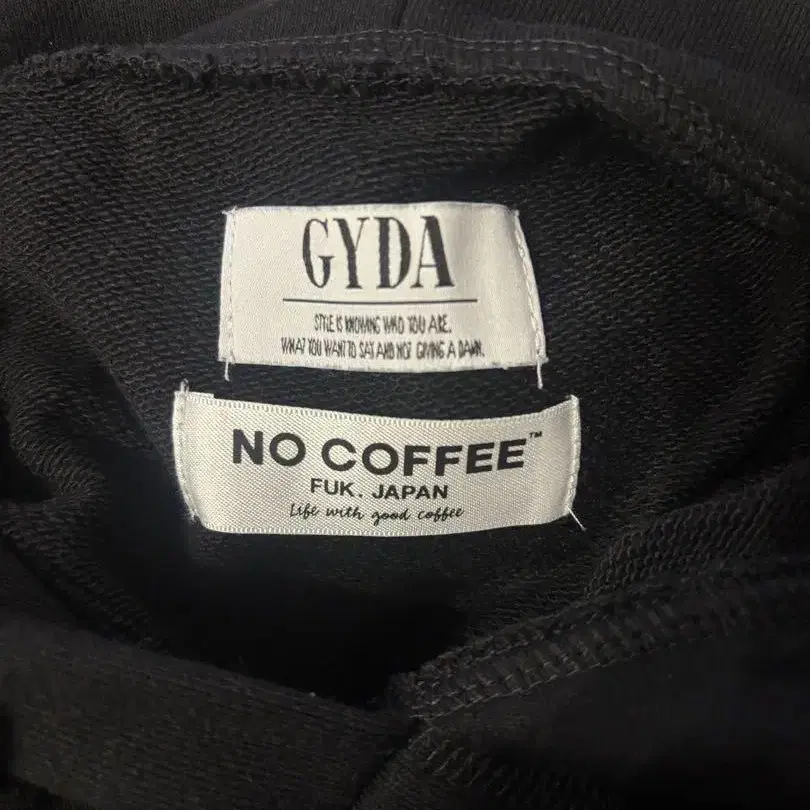 GYDA
STYLE IS KNOWING WHO YOU ARE.
WHAT YOU WANT TO SAY AND NOT GIVING A DAMN.
NO COFFEE™
FUK. JAPAN
Life with good coffee